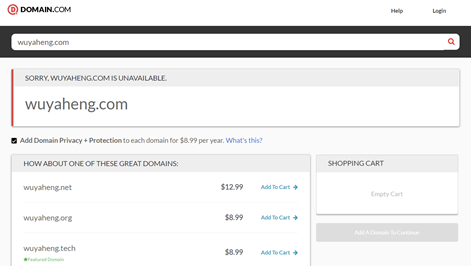 DOMAIN.COM
Help
Login
wuyaheng.com
SORRY, WUYAHENG.COM IS UNAVAILABLE.
wuyaheng.com
Add Domain Privacy + Protection to each domain for $8.99 per year. What's this?
HOW ABOUT ONE OF THESE GREAT DOMAINS:
wuyaheng.net $12.99 Add To Cart
wuyaheng.org $8.99 Add To Cart
wuyaheng.tech $8.99 Add To Cart
Featured Domain
SHOPPING CART
Empty Cart
Add A Domain To Continue